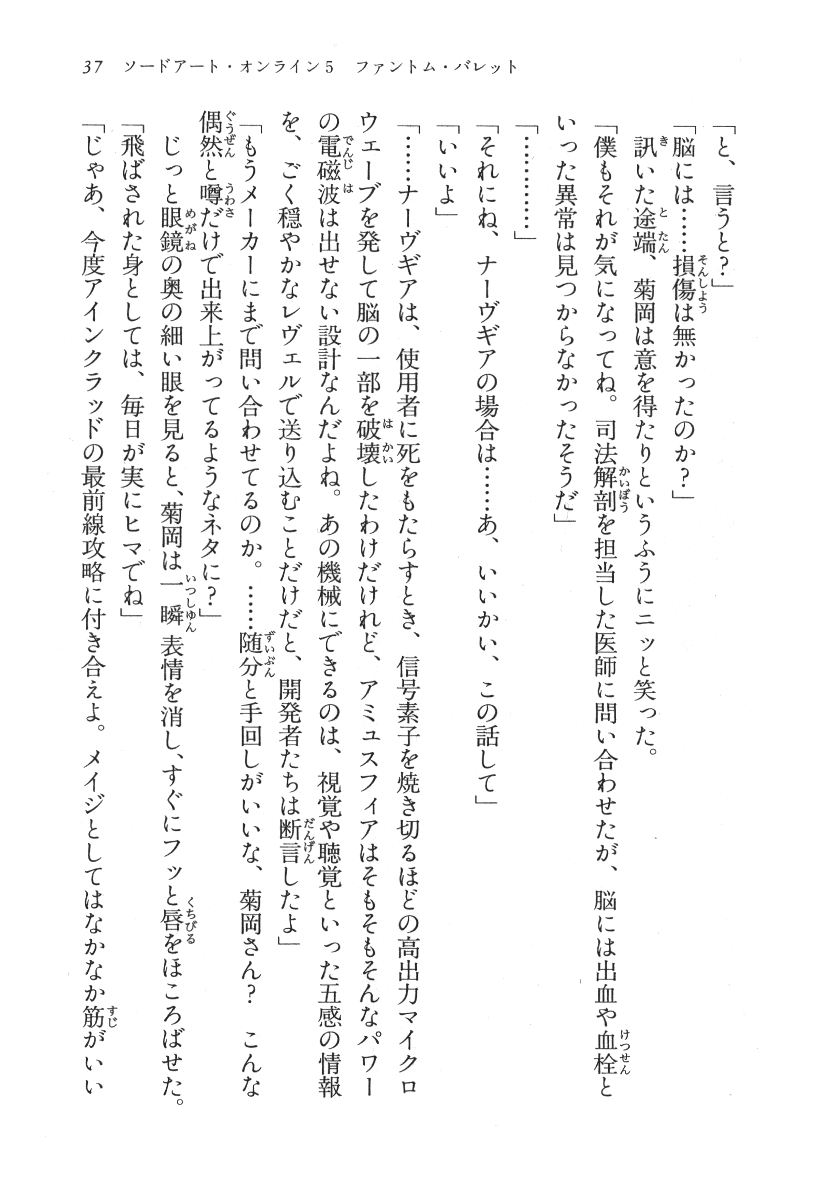 37　ソードアート・オンライン5　ファントム・バレット
「と、言うと？」
「脳には……損傷は無かったのか？」
　訊いた途端、菊岡は意を得たりというふうにニッと笑った。
「僕もそれが気になってね。司法解剖を担当した医師に問い合わせたが、脳には出血や血栓と
いった異常は見つからなかったそうだ」
「…………」
「それにね、ナーヴギアの場合は……あ、いいかい、この話して」
「いいよ」
「……ナーヴギアは、使用者に死をもたらすとき、信号素子を焼き切るほどの高出力マイクロ
ウェーブを発して脳の一部を破壊したわけだけれど、アミュスフィアはそもそもそんなパワー
の電磁波は出せない設計なんだよね。あの機械にできるのは、視覚や聴覚といった五感の情報
を、ごく穏やかなレヴェルで送り込むことだけだと、開発者たちは断言したよ」
「もうメーカーにまで問い合わせてるのか。……随分と手回しがいいな、菊岡さん？　こんな
偶然と噂だけで出来上がってるようなネタに？」
　じっと眼鏡の奥の細い眼を見ると、菊岡は一瞬表情を消し、すぐにフッと唇をほころばせた。
「飛ばされた身としては、毎日が実にヒマでね」
「じゃあ、今度アインクラッドの最前線攻略に付き合えよ。メイジとしてはなかなか筋がいい